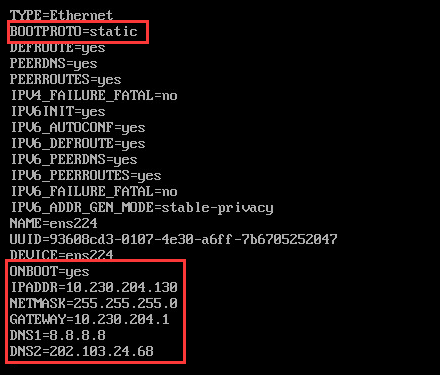 TYPE=Ethernet
BOOTPROTO=static
DEFROUTE=yes
PEERDNS=yes
PEERROUTES=yes
IPV4_FAILURE_FATAL=no
IPV6INIT=yes
IPV6_AUTOCONF=yes
IPV6_DEFROUTE=yes
IPV6_PEERDNS=yes
IPV6_PEERROUTES=yes
IPV6_FAILURE_FATAL=no
IPV6_ADDR_GEN_MODE=stable-privacy
NAME=ens224
UUID=93608cd3-0107-4e30-a6ff-7b6705252047
DEVICE=ens224
ONBOOT=yes
IPADDR=10.230.204.130
NETMASK=255.255.255.0
GATEWAY=10.230.204.1
DNS1=8.8.8.8
DNS2=202.103.24.68